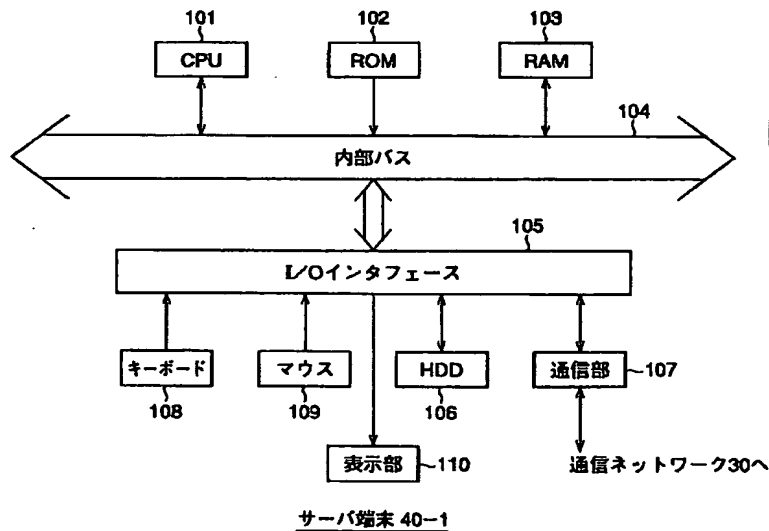 101 102 103
CPU ROM RAM
104
内部バス
105
I/Oインタフェース
キーボード マウス HDD 通信部 107
108 109 106
表示部 110 通信ネットワーク30へ
サーバ端末 40-1